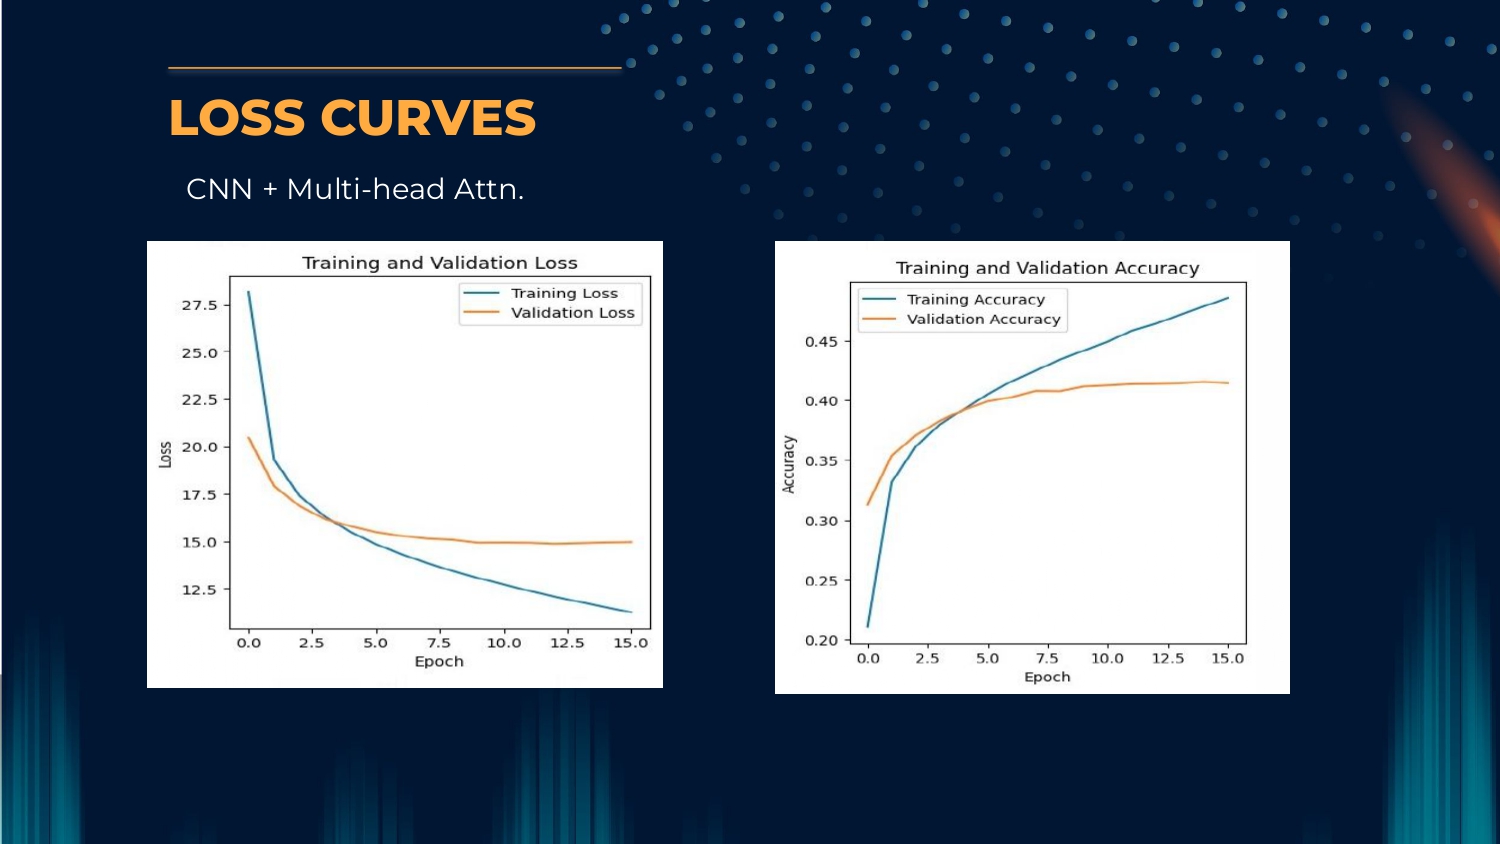 LOSS CURVES
CNN + Multi-head Attn.
Training and Validation Loss
Training Loss
Validation Loss
27.5
25.0
22.5
20.0
17.5
15.0
12.5
Loss
0.0 2.5 5.0 7.5 10.0 12.5 15.0
Epoch
Training and Validation Accuracy
Training Accuracy
Validation Accuracy
0.45
0.40
0.35
0.30
0.25
0.20
Accuracy
0.0 2.5 5.0 7.5 10.0 12.5 15.0
Epoch